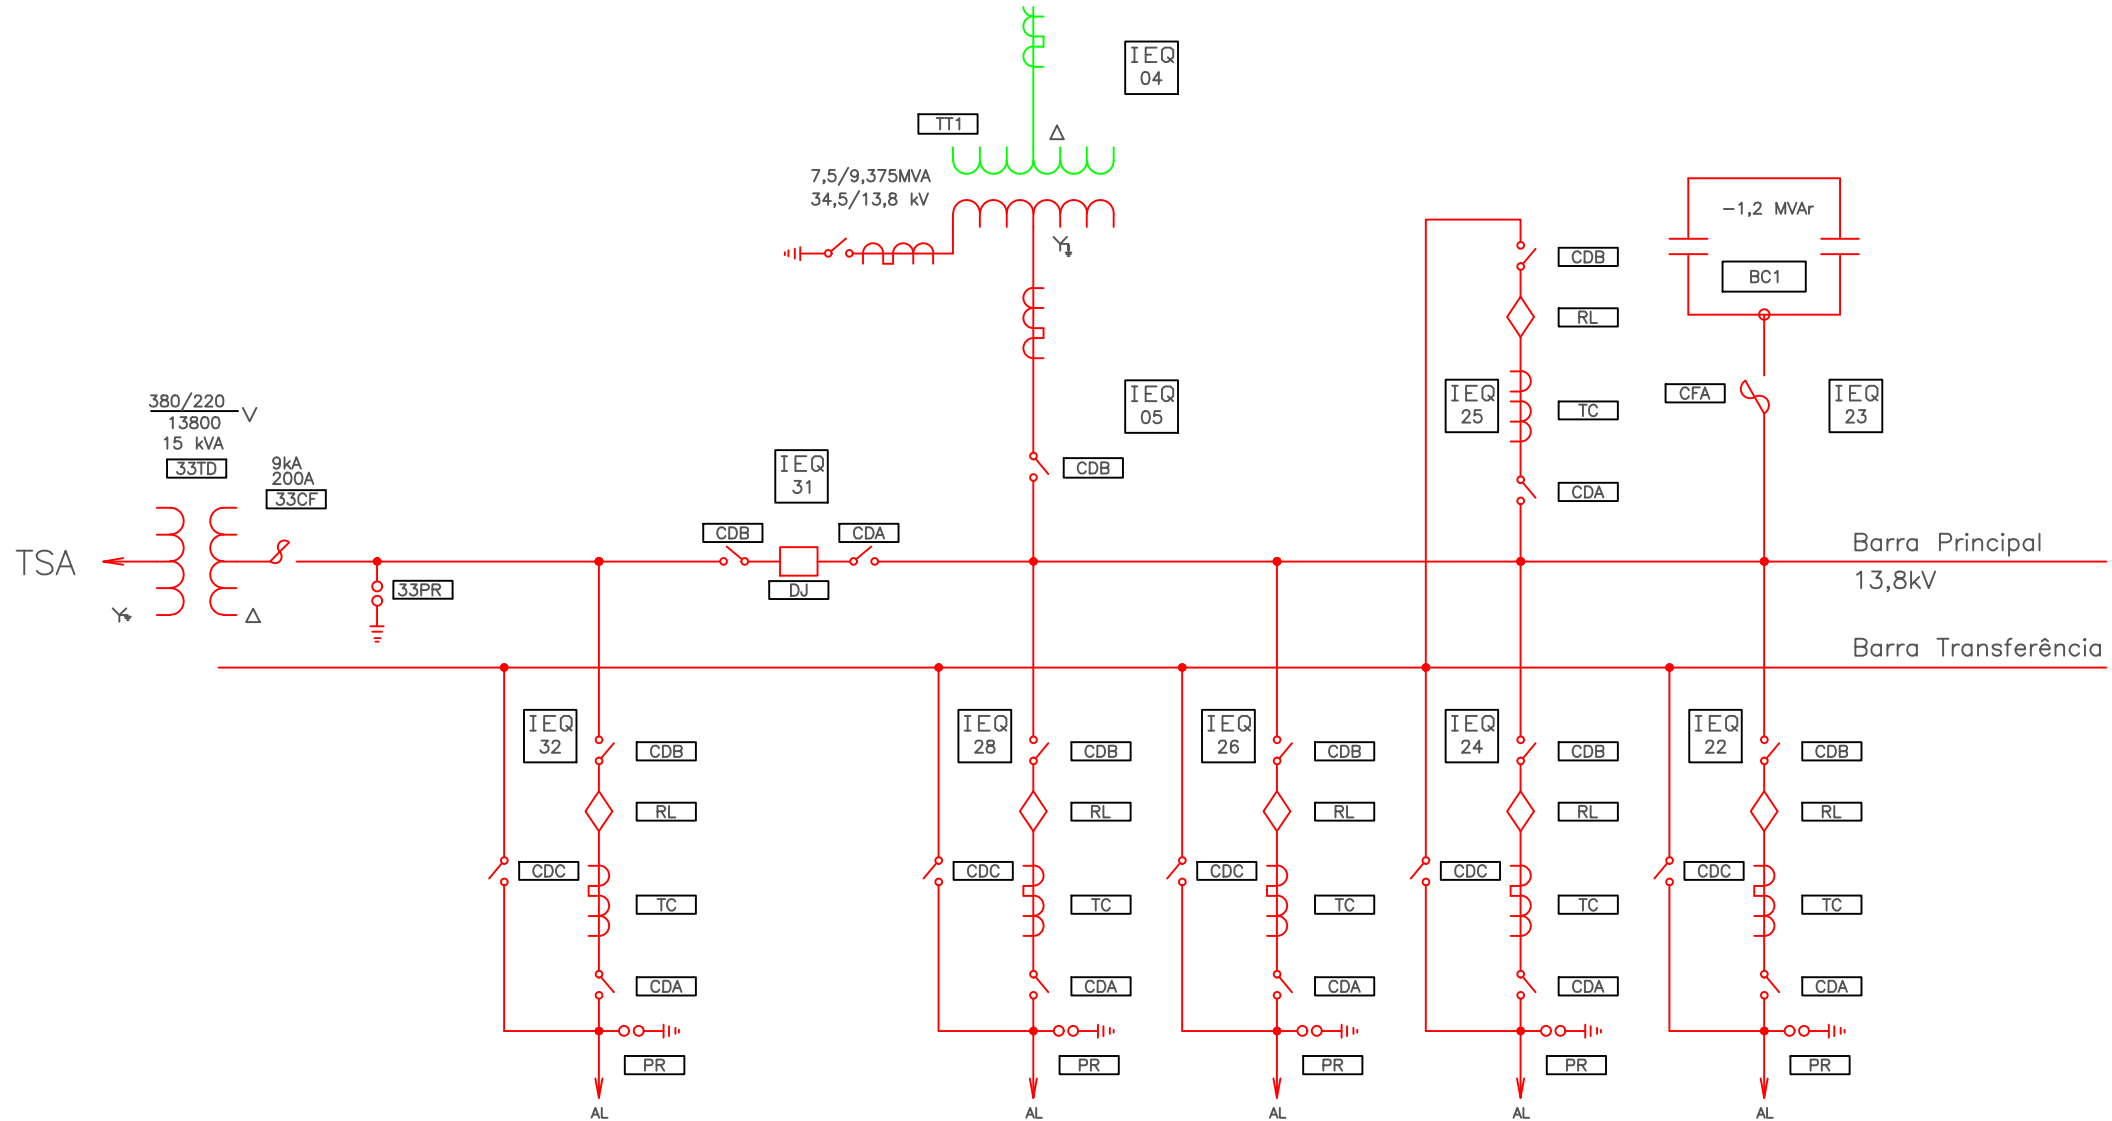 IEQ
04
TT1
Δ
7,5/9,375MVA
34,5/13,8 kV
-1,2 MVAr
BC1
CDB
RL
IEQ
25
TC
CDA
CFA
IEQ
23
IEQ
05
CDB
380/220
13800
V
15 kVA
33TD
9kA
200A
33CF
IEQ
31
CDB
CDA
DJ
TSA
33PR
Y
Δ
Y
Barra Principal
13,8kV
Barra Transferência
IEQ
32
CDB
RL
CDC
TC
CDA
PR
AL
IEQ
28
CDB
RL
CDC
TC
CDA
PR
AL
IEQ
26
CDB
RL
CDC
TC
CDA
PR
AL
IEQ
24
CDB
RL
CDC
TC
CDA
PR
AL
IEQ
22
CDB
RL
CDC
TC
CDA
PR
AL